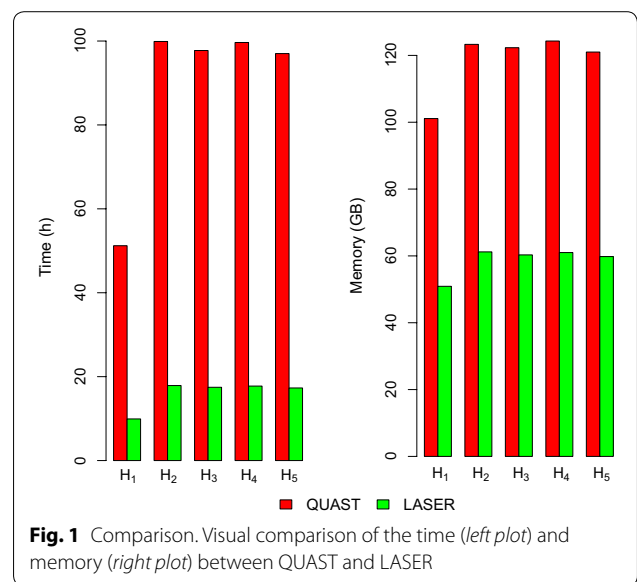 Time (h)
0
20
40
60
80
100
H₁
H₂
H₃
H₄
H₅
Memory (GB)
0
20
40
60
80
100
120
H₁
H₂
H₃
H₄
H₅
QUAST
LASER
Fig. 1 Comparison. Visual comparison of the time (left plot) and
memory (right plot) between QUAST and LASER